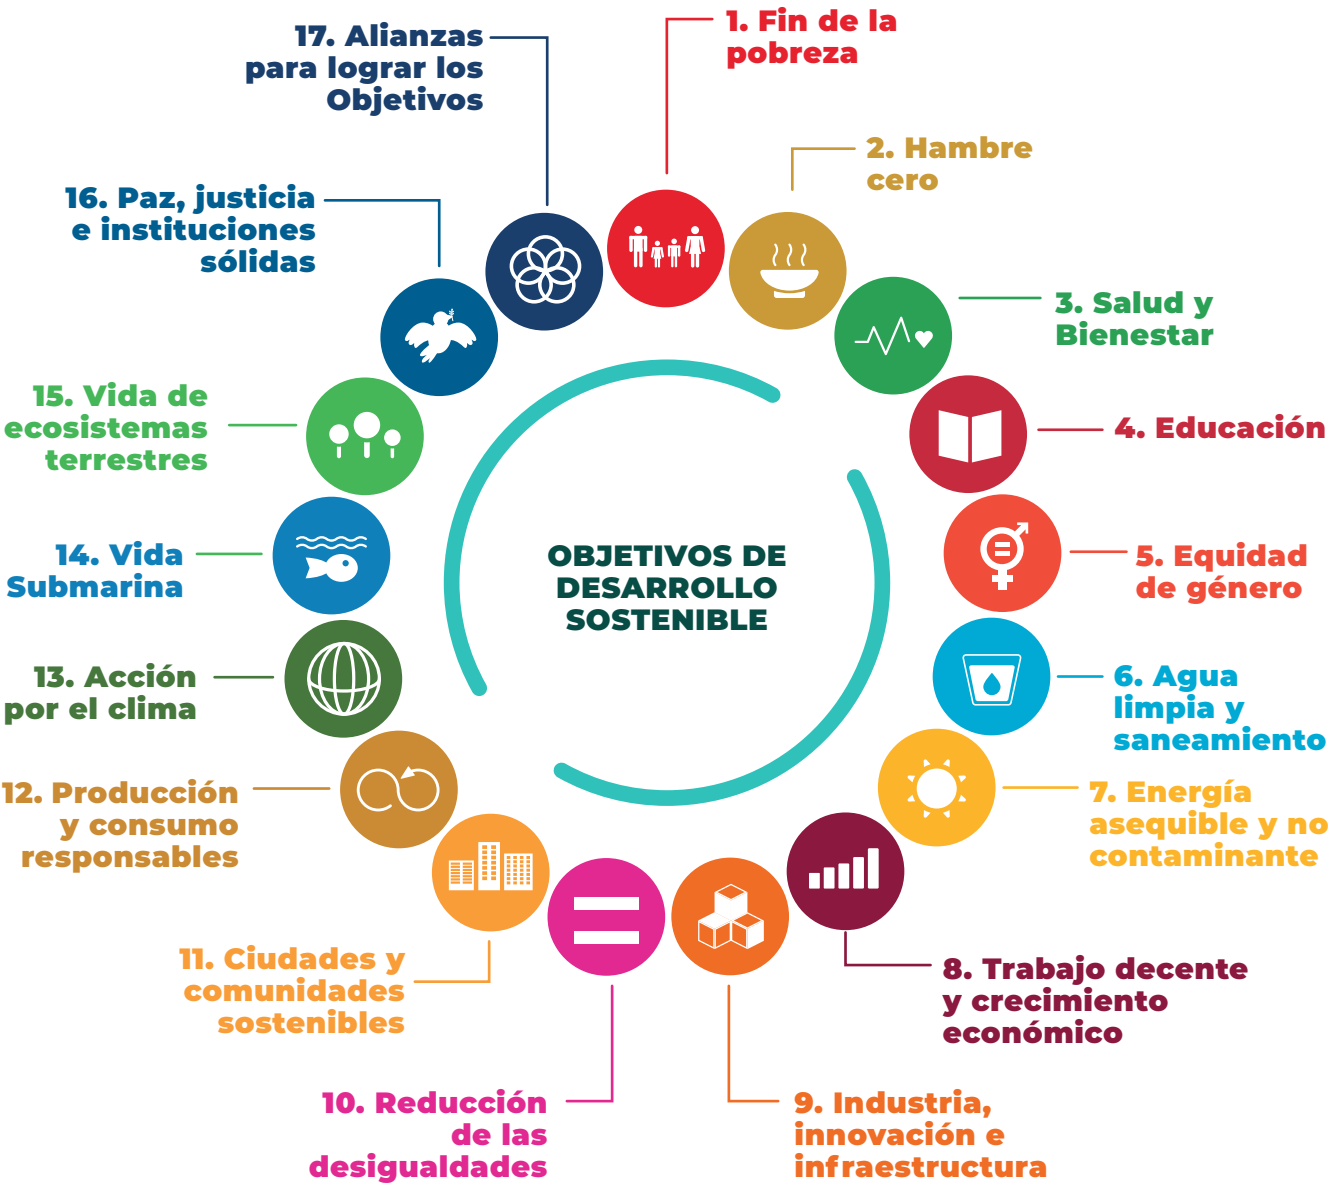 1. Fin de la
pobreza
2. Hambre
cero
3. Salud y
Bienestar
4. Educación
5. Equidad
de género
6. Agua
limpia y
saneamiento
7. Energía
asequible y no
contaminante
8. Trabajo decente
y crecimiento
económico
9. Industria,
innovación e
infraestructura
10. Reducción
de las
desigualdades
11. Ciudades y
comunidades
sostenibles
12. Producción
y consumo
responsables
13. Acción
por el clima
14. Vida
Submarina
15. Vida de
ecosistemas
terrestres
16. Paz, justicia
e instituciones
sólidas
17. Alianzas
para lograr los
Objetivos
OBJETIVOS DE
DESARROLLO
SOSTENIBLE